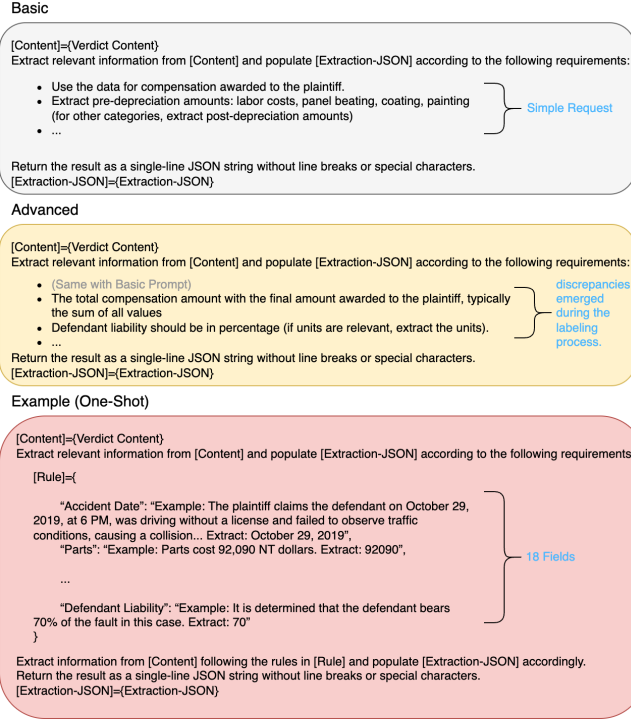 Basic
[Content]={Verdict Content}
Extract relevant information from [Content] and populate [Extraction-JSON] according to the following requirements:
• Use the data for compensation awarded to the plaintiff.
• Extract pre-depreciation amounts: labor costs, panel beating, coating, painting
(for other categories, extract post-depreciation amounts)
• ...
Simple Request
Return the result as a single-line JSON string without line breaks or special characters.
[Extraction-JSON]={Extraction-JSON}
Advanced
[Content]={Verdict Content}
Extract relevant information from [Content] and populate [Extraction-JSON] according to the following requirements:
• (Same with Basic Prompt)
• The total compensation amount with the final amount awarded to the plaintiff, typically
the sum of all values
• Defendant liability should be in percentage (if units are relevant, extract the units).
• ...
discrepancies
emerged
during the
labeling
process.
Return the result as a single-line JSON string without line breaks or special characters.
[Extraction-JSON]={Extraction-JSON}
Example (One-Shot)
[Content]={Verdict Content}
Extract relevant information from [Content] and populate [Extraction-JSON] according to the following requirements
[Rule]={
“Accident Date”: “Example: The plaintiff claims the defendant on October 29,
2019, at 6 PM, was driving without a license and failed to observe traffic
conditions, causing a collision... Extract: October 29, 2019”,
“Parts”: “Example: Parts cost 92,090 NT dollars. Extract: 92090”,
...
“Defendant Liability”: “Example: It is determined that the defendant bears
70% of the fault in this case. Extract: 70”
}
18 Fields
Extract information from [Content] following the rules in [Rule] and populate [Extraction-JSON] accordingly.
Return the result as a single-line JSON string without line breaks or special characters.
[Extraction-JSON]={Extraction-JSON}